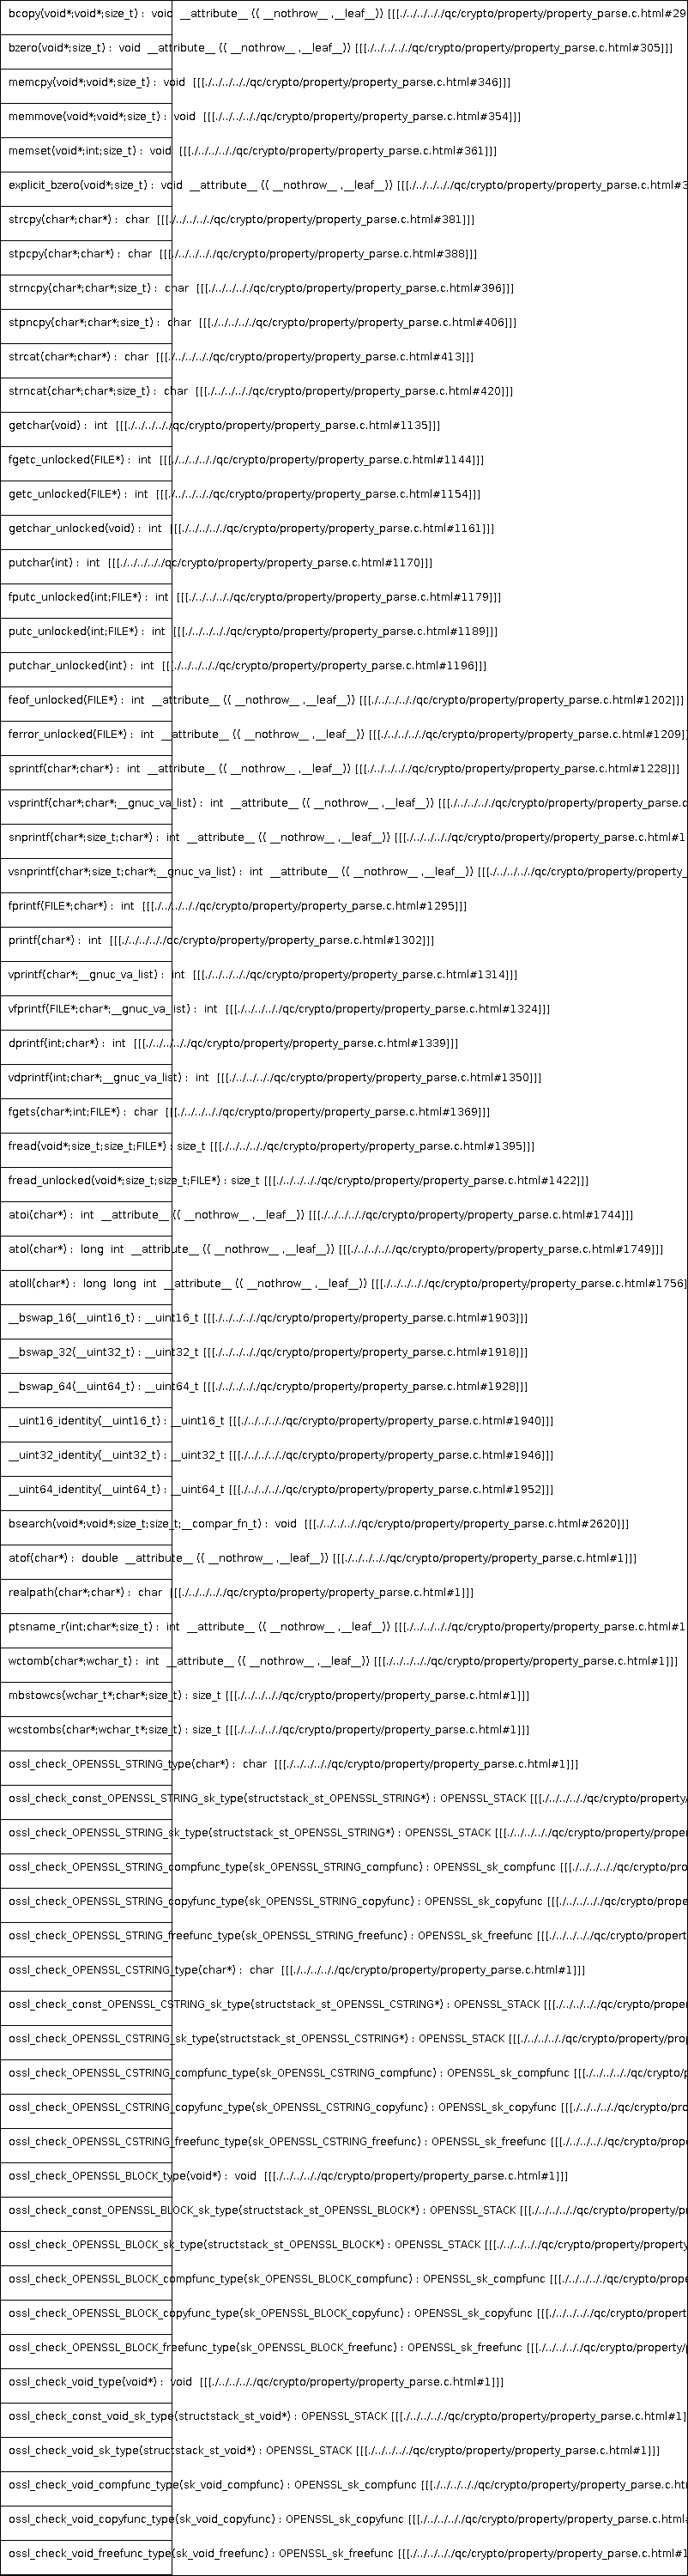 bcopy(void*;void*;size_t) : void __attribute__ (( __nothrow__ ,__leaf__)) [[[./../../../qc/crypto/property/property_parse.c.html#29
bzero(void*;size_t) : void __attribute__ (( __nothrow__ ,__leaf__)) [[[./../../../qc/crypto/property/property_parse.c.html#305]]]
memcpy(void*;void*;size_t) : void [[[./../../../qc/crypto/property/property_parse.c.html#346]]]
memmove(void*;void*;size_t) : void [[[./../../../qc/crypto/property/property_parse.c.html#354]]]
memset(void*;int;size_t) : void [[[./../../../qc/crypto/property/property_parse.c.html#361]]]
explicit_bzero(void*;size_t) : void __attribute__ (( __nothrow__ ,__leaf__)) [[[./../../../qc/crypto/property/property_parse.c.html#3
strcpy(char*;char*) : char [[[./../../../qc/crypto/property/property_parse.c.html#381]]]
stpcpy(char*;char*) : char [[[./../../../qc/crypto/property/property_parse.c.html#388]]]
strncpy(char*;char*;size_t) : char [[[./../../../qc/crypto/property/property_parse.c.html#396]]]
stpncpy(char*;char*;size_t) : char [[[./../../../qc/crypto/property/property_parse.c.html#406]]]
strcat(char*;char*) : char [[[./../../../qc/crypto/property/property_parse.c.html#413]]]
strncat(char*;char*;size_t) : char [[[./../../../qc/crypto/property/property_parse.c.html#420]]]
getchar(void) : int [[[./../../../qc/crypto/property/property_parse.c.html#1135]]]
fgetc_unlocked(FILE*) : int [[[./../../../qc/crypto/property/property_parse.c.html#1144]]]
getc_unlocked(FILE*) : int [[[./../../../qc/crypto/property/property_parse.c.html#1154]]]
getchar_unlocked(void) : int [[[./../../../qc/crypto/property/property_parse.c.html#1161]]]
putchar(int) : int [[[./../../../qc/crypto/property/property_parse.c.html#1170]]]
fputc_unlocked(int;FILE*) : int [[[./../../../qc/crypto/property/property_parse.c.html#1179]]]
putc_unlocked(int;FILE*) : int [[[./../../../qc/crypto/property/property_parse.c.html#1189]]]
putchar_unlocked(int) : int [[[./../../../qc/crypto/property/property_parse.c.html#1196]]]
feof_unlocked(FILE*) : int __attribute__ (( __nothrow__ ,__leaf__)) [[[./../../../qc/crypto/property/property_parse.c.html#1202]]]
ferror_unlocked(FILE*) : int __attribute__ (( __nothrow__ ,__leaf__)) [[[./../../../qc/crypto/property/property_parse.c.html#1209]]
sprintf(char*;char*) : int __attribute__ (( __nothrow__ ,__leaf__)) [[[./../../../qc/crypto/property/property_parse.c.html#1228]]]
vsprintf(char*;char*;__gnuc_va_list) : int __attribute__ (( __nothrow__ ,__leaf__)) [[[./../../../qc/crypto/property/property_parse.c
snprintf(char*;size_t;char*) : int __attribute__ (( __nothrow__ ,__leaf__)) [[[./../../../qc/crypto/property/property_parse.c.html#1
vsnprintf(char*;size_t;char*;__gnuc_va_list) : int __attribute__ (( __nothrow__ ,__leaf__)) [[[./../../../qc/crypto/property/property_
fprintf(FILE*;char*) : int [[[./../../../qc/crypto/property/property_parse.c.html#1295]]]
printf(char*) : int [[[./../../../qc/crypto/property/property_parse.c.html#1302]]]
vprintf(char*;__gnuc_va_list) : int [[[./../../../qc/crypto/property/property_parse.c.html#1314]]]
vfprintf(FILE*;char*;__gnuc_va_list) : int [[[./../../../qc/crypto/property/property_parse.c.html#1324]]]
dprintf(int;char*) : int [[[./../../../qc/crypto/property/property_parse.c.html#1339]]]
vdprintf(int;char*;__gnuc_va_list) : int [[[./../../../qc/crypto/property/property_parse.c.html#1350]]]
fgets(char*;int;FILE*) : char [[[./../../../qc/crypto/property/property_parse.c.html#1369]]]
fread(void*;size_t;size_t;FILE*) : size_t [[[./../../../qc/crypto/property/property_parse.c.html#1395]]]
fread_unlocked(void*;size_t;size_t;FILE*) : size_t [[[./../../../qc/crypto/property/property_parse.c.html#1422]]]
atoi(char*) : int __attribute__ (( __nothrow__ ,__leaf__)) [[[./../../../qc/crypto/property/property_parse.c.html#1744]]]
atol(char*) : long int __attribute__ (( __nothrow__ ,__leaf__)) [[[./../../../qc/crypto/property/property_parse.c.html#1749]]]
atoll(char*) : long long int __attribute__ (( __nothrow__ ,__leaf__)) [[[./../../../qc/crypto/property/property_parse.c.html#1756]
__bswap_16(__uint16_t) : __uint16_t [[[./../../../qc/crypto/property/property_parse.c.html#1903]]]
__bswap_32(__uint32_t) : __uint32_t [[[./../../../qc/crypto/property/property_parse.c.html#1918]]]
__bswap_64(__uint64_t) : __uint64_t [[[./../../../qc/crypto/property/property_parse.c.html#1928]]]
__uint16_identity(__uint16_t) : __uint16_t [[[./../../../qc/crypto/property/property_parse.c.html#1940]]]
__uint32_identity(__uint32_t) : __uint32_t [[[./../../../qc/crypto/property/property_parse.c.html#1946]]]
__uint64_identity(__uint64_t) : __uint64_t [[[./../../../qc/crypto/property/property_parse.c.html#1952]]]
bsearch(void*;void*;size_t;size_t;__compar_fn_t) : void [[[./../../../qc/crypto/property/property_parse.c.html#2620]]]
atof(char*) : double __attribute__ (( __nothrow__ ,__leaf__)) [[[./../../../qc/crypto/property/property_parse.c.html#1]]]
realpath(char*;char*) : char [[[./../../../qc/crypto/property/property_parse.c.html#1]]]
ptsname_r(int;char*;size_t) : int __attribute__ (( __nothrow__ ,__leaf__)) [[[./../../../qc/crypto/property/property_parse.c.html#1
wctomb(char*;wchar_t) : int __attribute__ (( __nothrow__ ,__leaf__)) [[[./../../../qc/crypto/property/property_parse.c.html#1]]]
mbstowcs(wchar_t*;char*;size_t) : size_t [[[./../../../qc/crypto/property/property_parse.c.html#1]]]
wcstombs(char*;wchar_t*;size_t) : size_t [[[./../../../qc/crypto/property/property_parse.c.html#1]]]
ossl_check_OPENSSL_STRING_type(char*) : char [[[./../../../qc/crypto/property/property_parse.c.html#1]]]
ossl_check_const_OPENSSL_STRING_sk_type(structstack_st_OPENSSL_STRING*) : OPENSSL_STACK [[[./../../../qc/crypto/property/
ossl_check_OPENSSL_STRING_sk_type(structstack_st_OPENSSL_STRING*) : OPENSSL_STACK [[[./../../../qc/crypto/property/proper
ossl_check_OPENSSL_STRING_compfunc_type(sk_OPENSSL_STRING_compfunc) : OPENSSL_sk_compfunc [[[./../../../qc/crypto/pro
ossl_check_OPENSSL_STRING_copyfunc_type(sk_OPENSSL_STRING_copyfunc) : OPENSSL_sk_copyfunc [[[./../../../qc/crypto/prope
ossl_check_OPENSSL_STRING_freefunc_type(sk_OPENSSL_STRING_freefunc) : OPENSSL_sk_freefunc [[[./../../../qc/crypto/propert
ossl_check_OPENSSL_CSTRING_type(char*) : char [[[./../../../qc/crypto/property/property_parse.c.html#1]]]
ossl_check_const_OPENSSL_CSTRING_sk_type(structstack_st_OPENSSL_CSTRING*) : OPENSSL_STACK [[[./../../../qc/crypto/proper
ossl_check_OPENSSL_CSTRING_sk_type(structstack_st_OPENSSL_CSTRING*) : OPENSSL_STACK [[[./../../../qc/crypto/property/prop
ossl_check_OPENSSL_CSTRING_compfunc_type(sk_OPENSSL_CSTRING_compfunc) : OPENSSL_sk_compfunc [[[./../../../qc/crypto/p
ossl_check_OPENSSL_CSTRING_copyfunc_type(sk_OPENSSL_CSTRING_copyfunc) : OPENSSL_sk_copyfunc [[[./../../../qc/crypto/pro
ossl_check_OPENSSL_CSTRING_freefunc_type(sk_OPENSSL_CSTRING_freefunc) : OPENSSL_sk_freefunc [[[./../../../qc/crypto/prope
ossl_check_OPENSSL_BLOCK_type(void*) : void [[[./../../../qc/crypto/property/property_parse.c.html#1]]]
ossl_check_const_OPENSSL_BLOCK_sk_type(structstack_st_OPENSSL_BLOCK*) : OPENSSL_STACK [[[./../../../qc/crypto/property/pr
ossl_check_OPENSSL_BLOCK_sk_type(structstack_st_OPENSSL_BLOCK*) : OPENSSL_STACK [[[./../../../qc/crypto/property/property
ossl_check_OPENSSL_BLOCK_compfunc_type(sk_OPENSSL_BLOCK_compfunc) : OPENSSL_sk_compfunc [[[./../../../qc/crypto/prope
ossl_check_OPENSSL_BLOCK_copyfunc_type(sk_OPENSSL_BLOCK_copyfunc) : OPENSSL_sk_copyfunc [[[./../../../qc/crypto/propert
ossl_check_OPENSSL_BLOCK_freefunc_type(sk_OPENSSL_BLOCK_freefunc) : OPENSSL_sk_freefunc [[[./../../../qc/crypto/property/p
ossl_check_void_type(void*) : void [[[./../../../qc/crypto/property/property_parse.c.html#1]]]
ossl_check_const_void_sk_type(structstack_st_void*) : OPENSSL_STACK [[[./../../../qc/crypto/property/property_parse.c.html#1]
ossl_check_void_sk_type(structstack_st_void*) : OPENSSL_STACK [[[./../../../qc/crypto/property/property_parse.c.html#1]]]
ossl_check_void_compfunc_type(sk_void_compfunc) : OPENSSL_sk_compfunc [[[./../../../qc/crypto/property/property_parse.c.htm
ossl_check_void_copyfunc_type(sk_void_copyfunc) : OPENSSL_sk_copyfunc [[[./../../../qc/crypto/property/property_parse.c.html#
ossl_check_void_freefunc_type(sk_void_freefunc) : OPENSSL_sk_freefunc [[[./../../../qc/crypto/property/property_parse.c.html#1